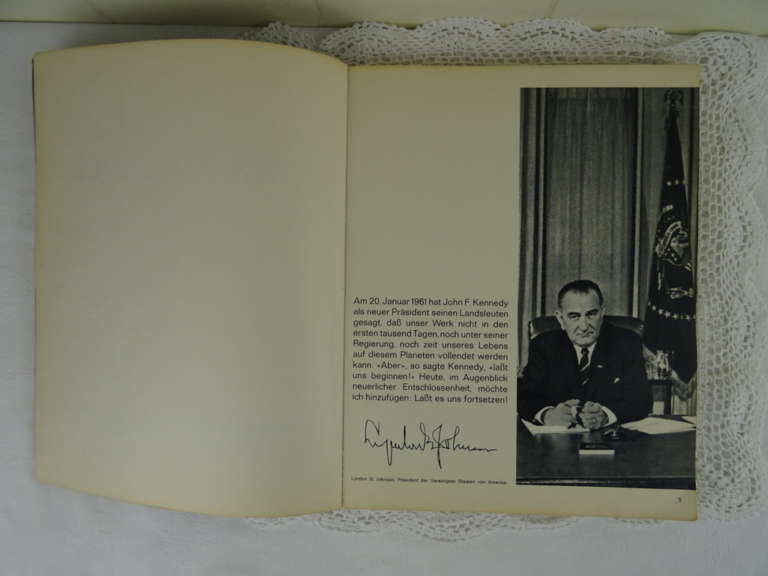 Am 20. Januar 1961 hat John F. Kennedy
als neuer Präsident seinen Landsleuten
gesagt, daß unser Werk nicht in den
ersten tausend Tagen, noch unter seiner
Regierung, noch zeit unseres Lebens
auf diesem Planeten vollendet werden
kann. «Aber», so sagte Kennedy, «laßt
uns beginnen!» Heute, im Augenblick
neuerlicher Entschlossenheit, möchte
ich hinzufügen: Laßt es uns fortsetzen!
Lyndon B. Johnson
Lyndon B. Johnson, Präsident der Vereinigten Staaten von Amerika
5